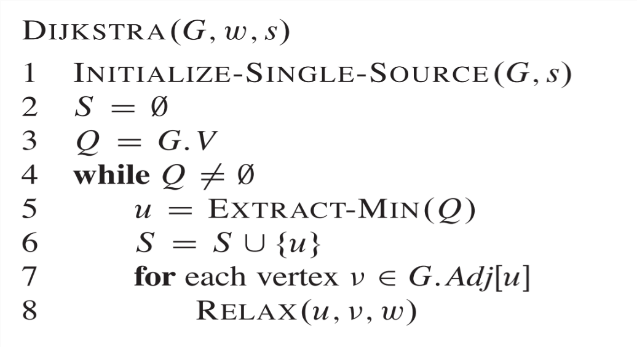 DIJKSTRA(G, w, s)
1 INITIALIZE-SINGLE-SOURCE(G, s)
2 S = ∅
3 Q = G.V
4 while Q ≠ ∅
5 u = EXTRACT-MIN(Q)
6 S = S ∪ {u}
7 for each vertex v ∈ G.Adj[u]
8 RELAX(u, v, w)